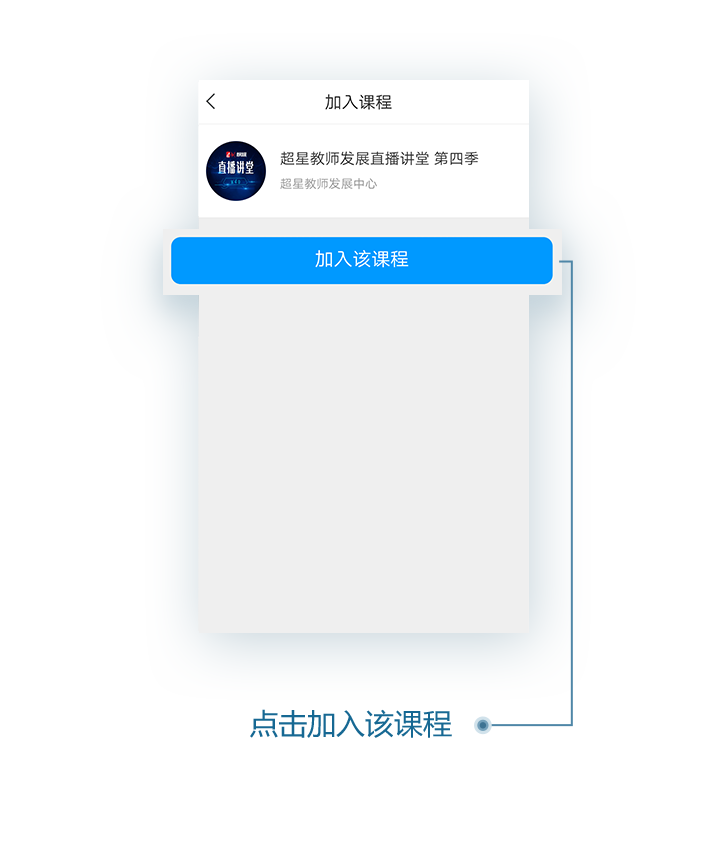 加入课程
直播讲堂
超星教师发展直播讲堂 第四季
超星教师发展中心
加入该课程
点击加入该课程